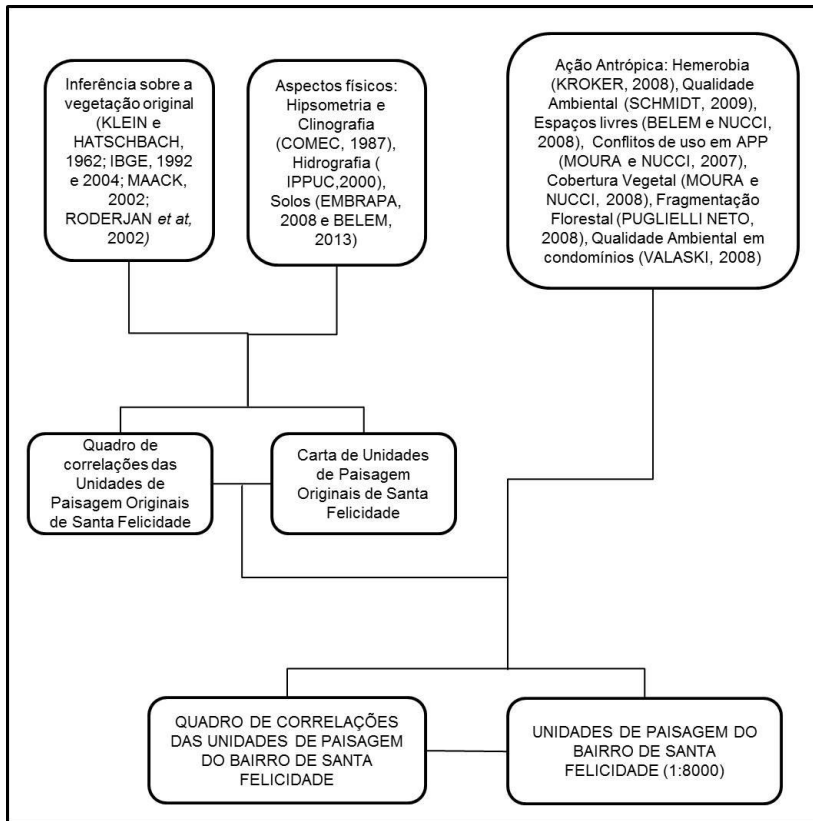 Inferência sobre a
vegetação original
(KLEIN e
HATSCHBACH,
1962; IBGE, 1992
e 2004; MAACK,
2002;
RODERJAN et at,
2002)
Aspectos físicos:
Hipsometria e
Clinografia
(COMEC, 1987),
Hidrografia (
IPPUC,2000),
Solos (EMBRAPA,
2008 e BELEM,
2013)
Ação Antrópica: Hemerobia
(KROKER, 2008), Qualidade
Ambiental (SCHMIDT, 2009),
Espaços livres (BELEM e NUCCI,
2008), Conflitos de uso em APP
(MOURA e NUCCI, 2007),
Cobertura Vegetal (MOURA e
NUCCI, 2008), Fragmentação
Florestal (PUGLIELLI NETO,
2008), Qualidade Ambiental em
condomínios (VALASKI, 2008)
Quadro de
correlações das
Unidades de
Paisagem Originais
de Santa Felicidade
Carta de Unidades
de Paisagem
Originais de Santa
Felicidade
QUADRO DE CORRELAÇÕES
DAS UNIDADES DE PAISAGEM
DO BAIRRO DE SANTA
FELICIDADE
UNIDADES DE PAISAGEM DO
BAIRRO DE SANTA
FELICIDADE (1:8000)